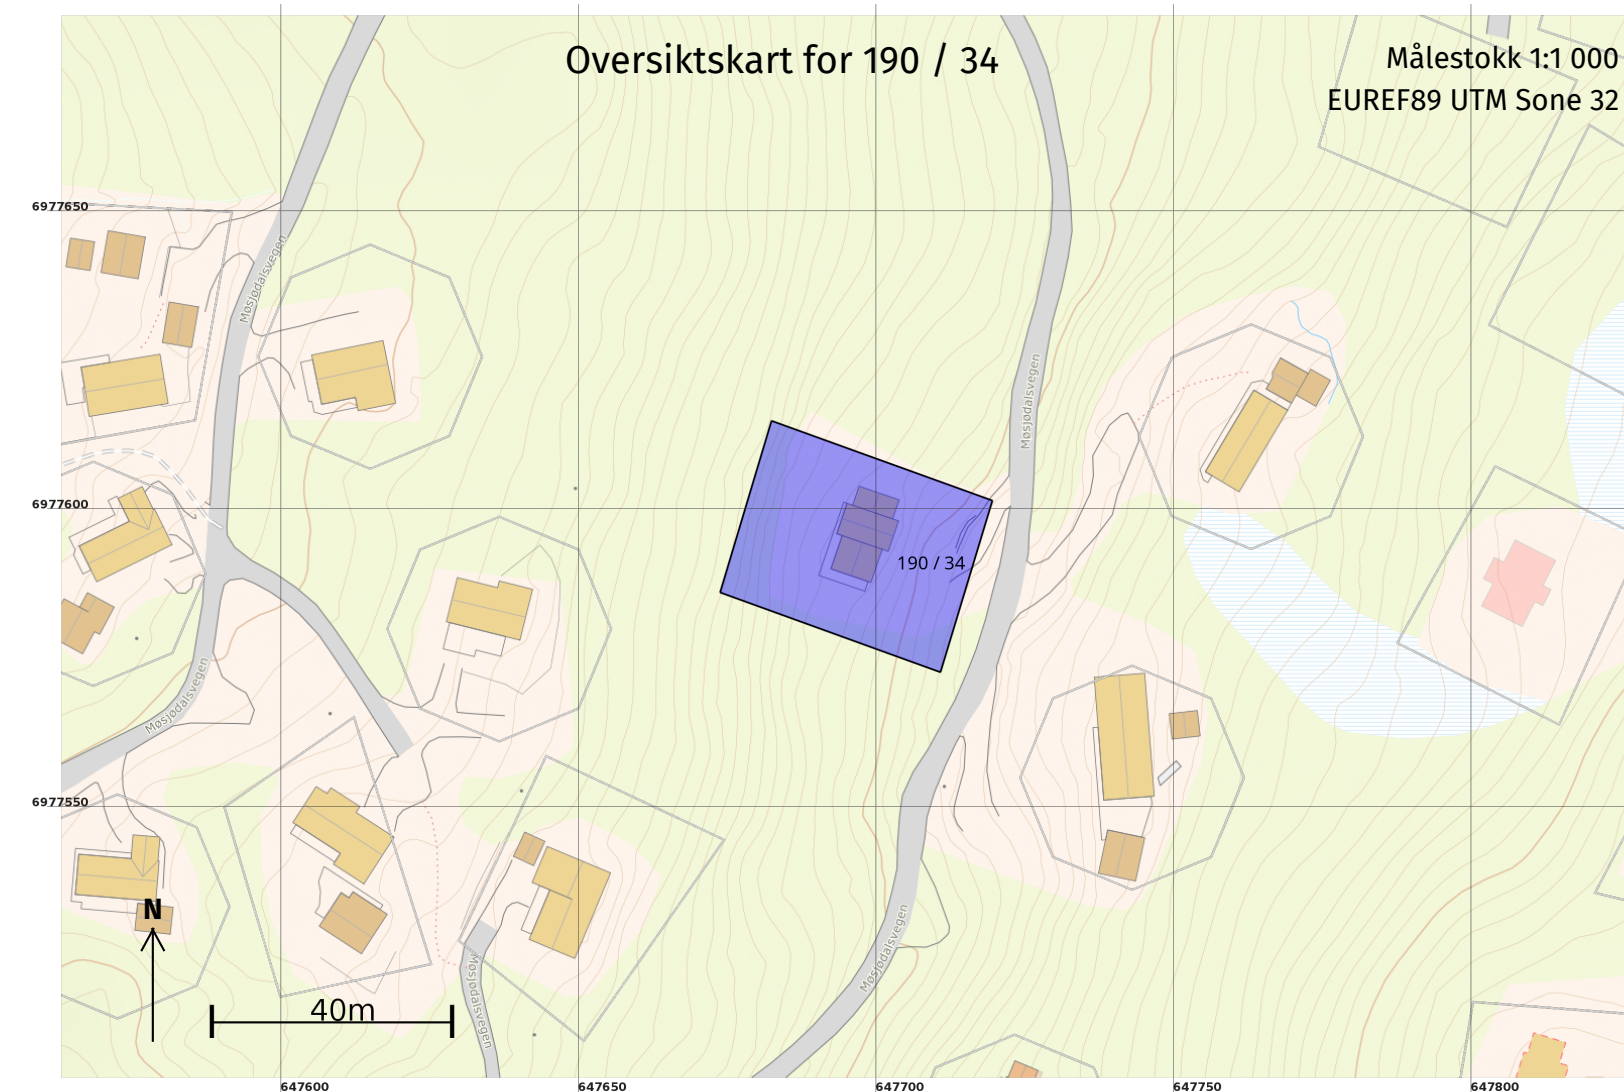 Oversiktskart for 190 / 34
Målestokk 1:1 000
EUREF89 UTM Sone 32
6977650
Møsjødalsvegen
Møsjødalsvegen
6977600
190 / 34
Møsjødalsvegen
6977550
N
Møsjødalsvegen
Møsjødalsvegen
40m
647600
647650
647700
647750
647800